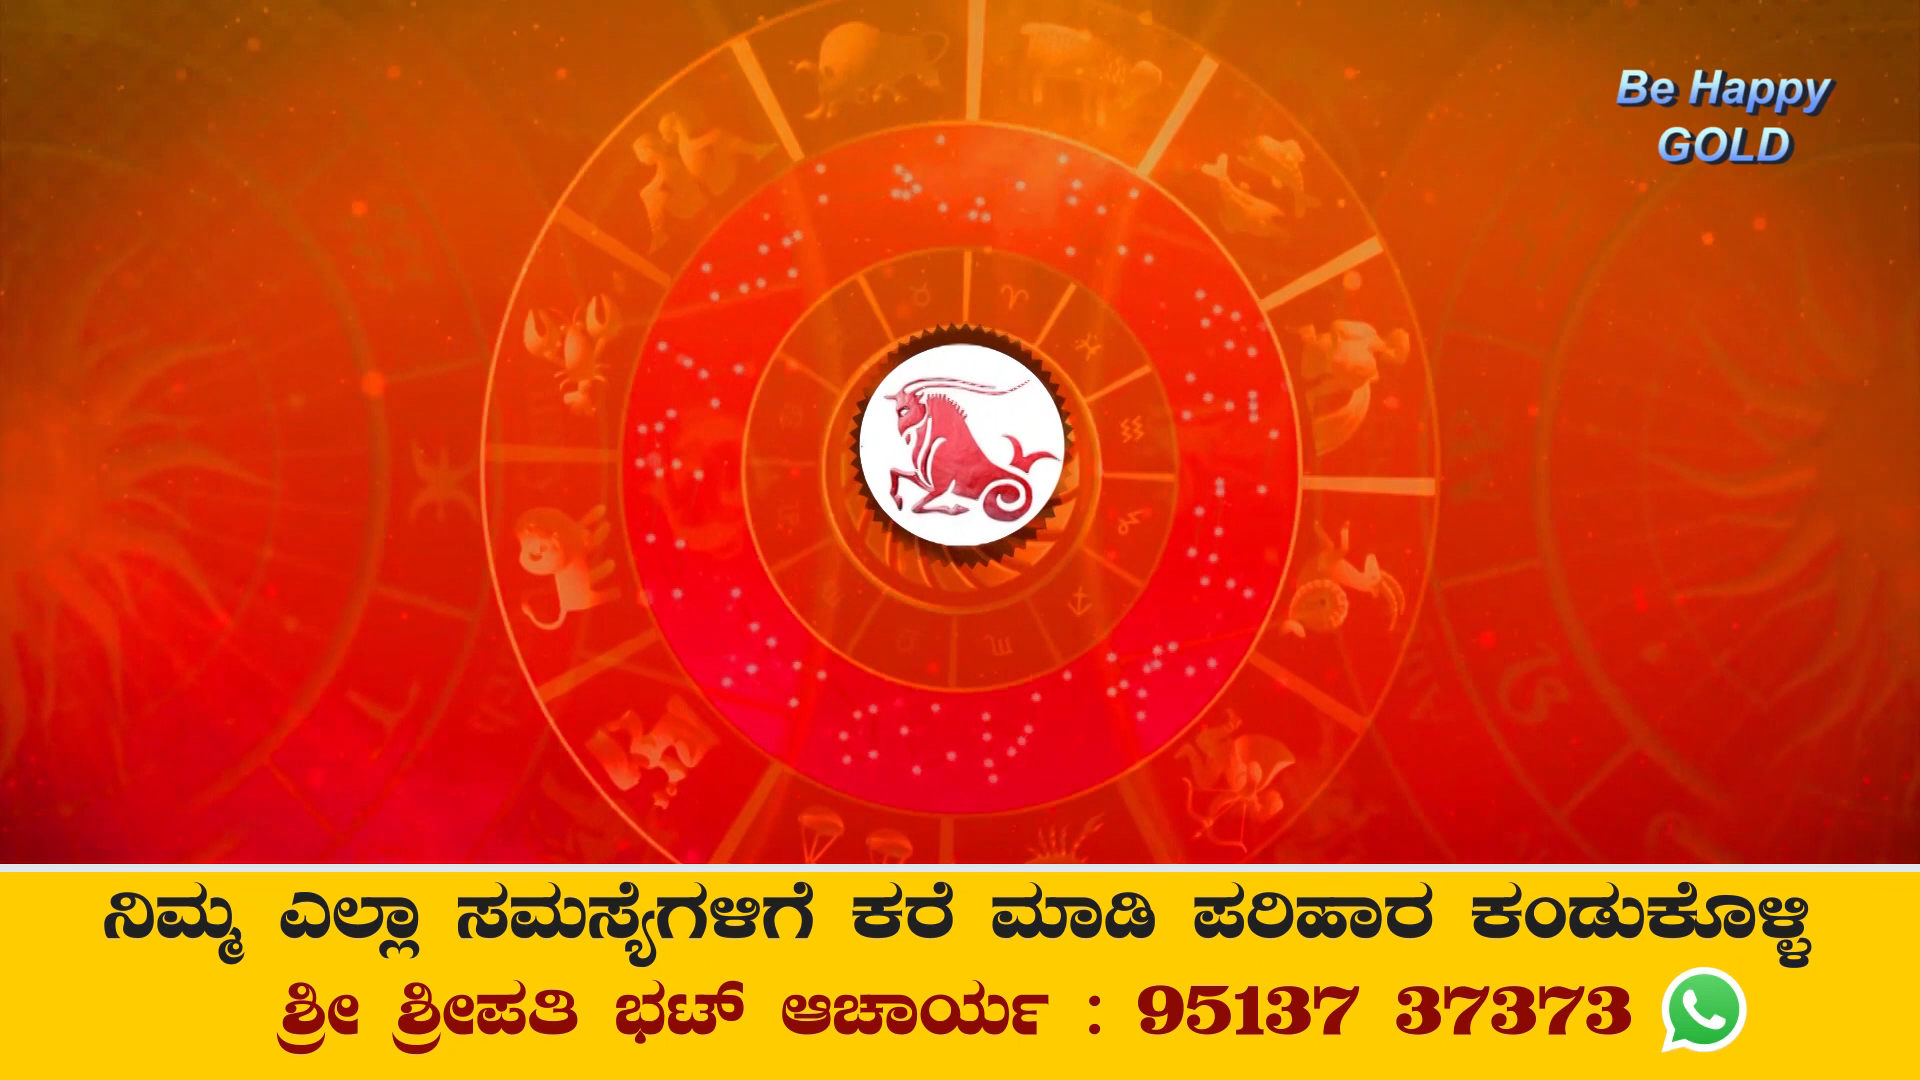 Be Happy
GOLD
ನಿಮ್ಮ ಎಲ್ಲಾ ಸಮಸ್ಯೆಗಳಿಗೆ ಕರೆ ಮಾಡಿ ಪರಿಹಾರ ಕಂಡುಕೊಳ್ಳಿ
ಶ್ರೀ ಶ್ರೀಪತಿ ಭಟ್ ಆಚಾರ್ಯ : 95137 37373